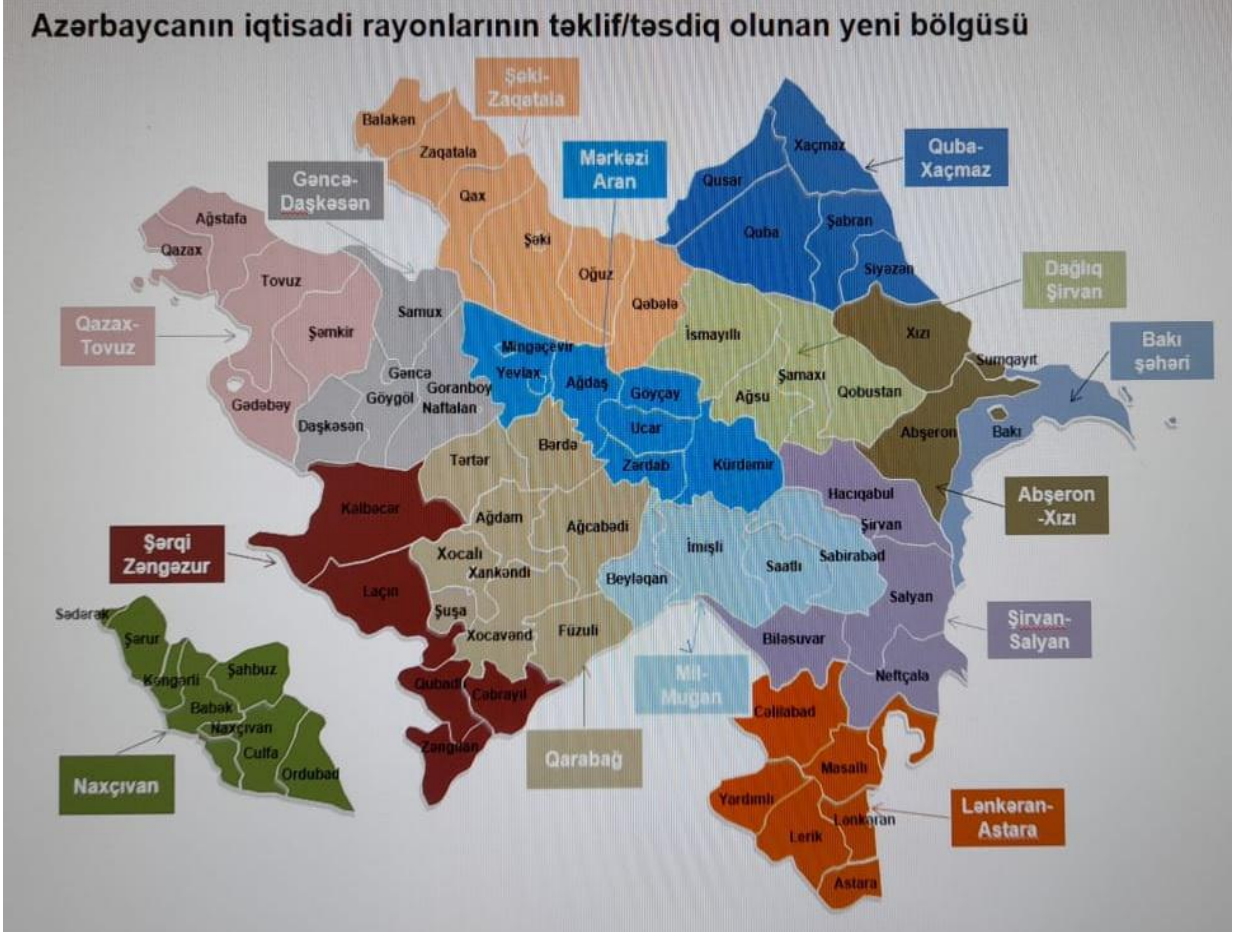 Azərbaycanın iqtisadi rayonlarının təklif/təsdiq olunan yeni bölgüsü
Şəki-
Zaqatala
Balakən
Zaqatala
Qax
Şəki
Oğuz
Qəbələ
Mərkəzi
Aran
Xaçmaz
Qusar
Quba
Şabran
Siyəzən
Quba-
Xaçmaz
Gəncə-
Daşkəsən
Ağstafa
Qazax
Tovuz
Şəmkir
Gədəbəy
Qazax-
Tovuz
Samux
Gəncə
Göygöl
Goranboy
Naftalan
Daşkəsən
Mingəçevir
Yevlax
Ağdaş
Göyçay
Ucar
Zərdab
Kürdəmir
İsmayıllı
Ağsu
Şamaxı
Qobustan
Dağlıq
Şirvan
Xızı
Sumqayıt
Abşeron
Bakı
Bakı
şəhəri
Abşeron
-Xızı
Kəlbəcər
Laçın
Qubadlı
Cəbrayıl
Zəngilan
Şərqi
Zəngəzur
Tərtər
Bərdə
Ağdam
Ağcabədi
Xocalı
Xankəndi
Şuşa
Xocavənd
Füzuli
Qarabağ
Beyləqan
İmişli
Saatlı
Sabirabad
Mil-
Muğan
Hacıqabul
Şirvan
Salyan
Biləsuvar
Neftçala
Şirvan-
Salyan
Sədərək
Şərur
Kəngərli
Şahbuz
Babək
Naxçıvan
Culfa
Ordubad
Naxçıvan
Cəlilabad
Masallı
Yardımlı
Lənkəran
Lerik
Astara
Lənkəran-
Astara